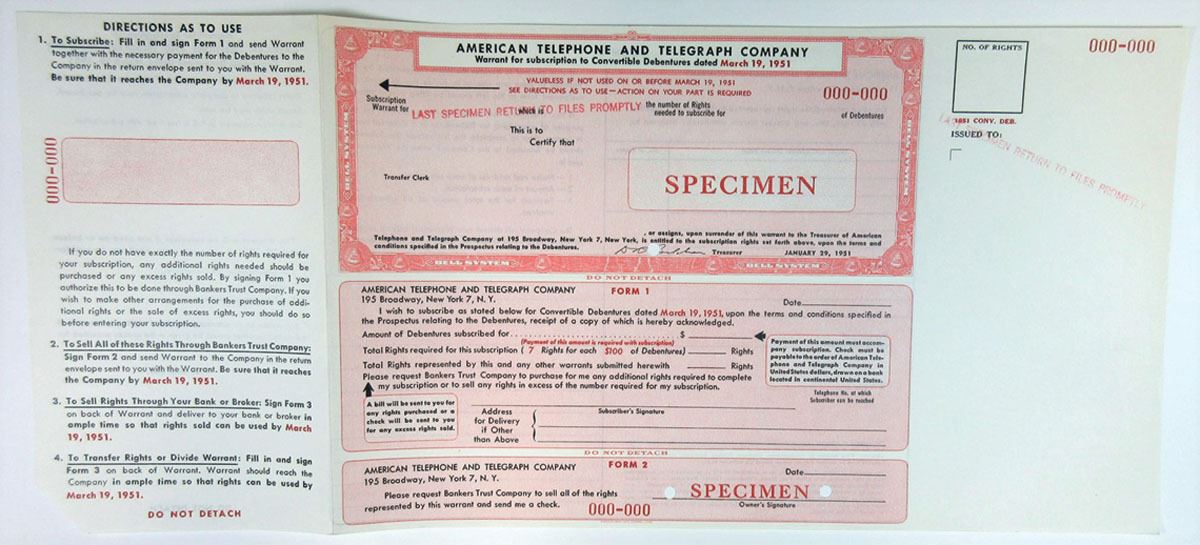 DIRECTIONS AS TO USE
1. To Subscribe: Fill in and sign Form 1 and send Warrant
together with the necessary payment for the Debentures to the
Company in the return envelope sent to you with the Warrant.
Be sure that it reaches the Company by March 19, 1951.
000-000
If you do not have exactly the number of rights required for
your subscription, any additional rights needed should be
purchased or any excess rights sold. By signing Form 1 you
authorize this to be done through Bankers Trust Company. If you
wish to make other arrangements for the purchase of addi-
tional rights or the sale of excess rights, you should do so
before entering your subscription.
2. To Sell All of these Rights Through Bankers Trust Company:
Sign Form 2 and send Warrant to the Company in the return
envelope sent to you with the Warrant. Be sure that it reaches
the Company by March 19, 1951.
3. To Sell Rights Through Your Bank or Broker: Sign Form 3
on back of Warrant and deliver to your bank or broker in
ample time so that rights sold can be used by March
19, 1951.
4. To Transfer Rights or Divide Warrant: Fill in and sign
Form 3 on back of Warrant. Warrant should reach the
Company in ample time so that rights can be used by
March 19, 1951.
DO NOT DETACH
AMERICAN TELEPHONE AND TELEGRAPH COMPANY
Warrant for subscription to Convertible Debentures dated March 19, 1951
VALUELESS IF NOT USED ON OR BEFORE MARCH 19, 1951
SEE DIRECTIONS AS TO USE—ACTION ON YOUR PART IS REQUIRED
000-000
Subscription
Warrant for
which is
the number of Rights
needed to subscribe for
of Debentures
LAST SPECIMEN RETURN TO FILES PROMPTLY
This is to
Certify that
Transfer Clerk
SPECIMEN
, or assigns, upon surrender of this warrant to the Treasurer of American
Telephone and Telegraph Company at 195 Broadway, New York 7, New York, is entitled to the subscription rights set forth above, upon the terms and
conditions specified in the Prospectus relating to the Debentures.
Treasurer
JANUARY 29, 1951
BELL SYSTEM
BELL SYSTEM
BELL SYSTEM
BELL SYSTEM
DO NOT DETACH
AMERICAN TELEPHONE AND TELEGRAPH COMPANY
FORM 1
195 Broadway, New York 7, N. Y.
Date
I wish to subscribe as stated below for Convertible Debentures dated March 19, 1951, upon the terms and conditions specified in
the Prospectus relating to the Debentures, receipt of a copy of which is hereby acknowledged.
Amount of Debentures subscribed for $
(Payment of this amount is required with subscription)
Total Rights required for this subscription ( 7 Rights for each $100 of Debentures) Rights
Total Rights represented by this and any other warrants submitted herewith Rights
Please request Bankers Trust Company to purchase for me any additional rights required to complete
my subscription or to sell any rights in excess of the number required for my subscription.
Payment of this amount must accom-
pany subscription. Check must be
payable to the order of American Tele-
phone and Telegraph Company in
United States dollars, drawn on a bank
located in continental United States.
Telephone No. at which
Subscriber can be reached
A bill will be sent to you for
any rights purchased or a
check will be sent to you
for any excess rights sold.
Address
for Delivery
if Other
than Above
Subscriber's Signature
DO NOT DETACH
AMERICAN TELEPHONE AND TELEGRAPH COMPANY
FORM 2
195 Broadway, New York 7, N. Y.
Date
Please request Bankers Trust Company to sell all of the rights
represented by this warrant and send me a check.
000-000
SPECIMEN
Owner's Signature
NO. OF RIGHTS
000-000
1951 CONV. DEB.
ISSUED TO:
LAST SPECIMEN RETURN TO FILES PROMPTLY